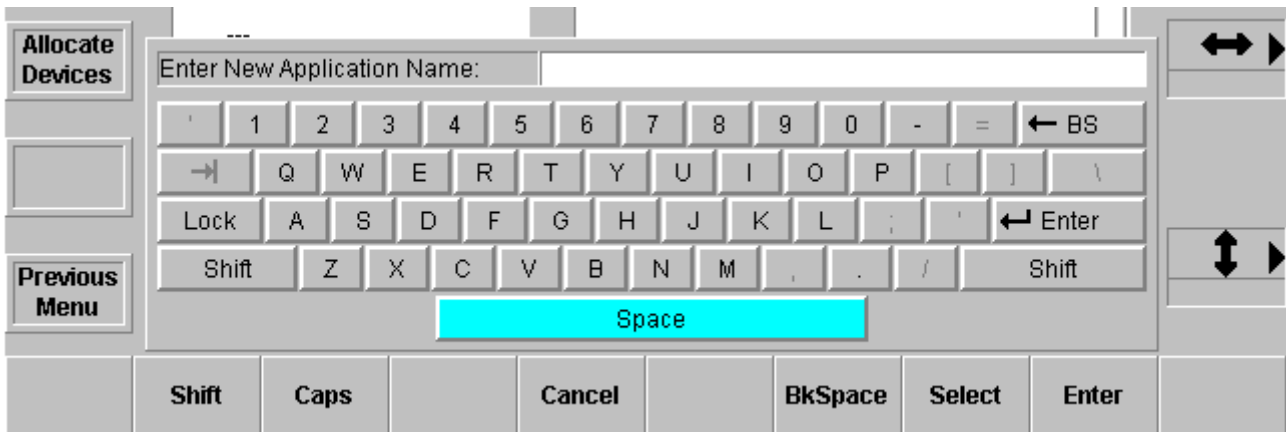 ---
Allocate
Devices
Enter New Application Name:
' 1 2 3 4 5 6 7 8 9 0 - = ← BS
→| Q W E R T Y U I O P [ ] \
Lock A S D F G H J K L ; ' ↵ Enter
Shift Z X C V B N M , . / Shift
Previous
Menu
Space
Shift Caps Cancel BkSpace Select Enter